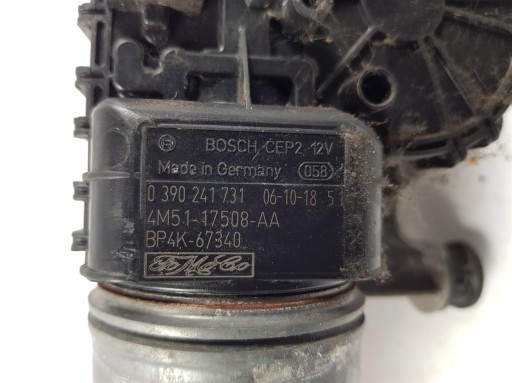 BOSCH CEP2 12V
Made in Germany 058
0 390 241 731 06-10-18 51
4M51-17508-AA
BP4K-67340
FoMoCo